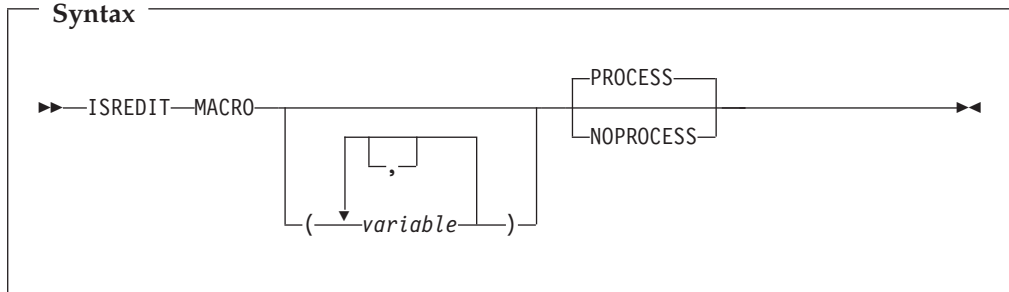 Syntax
PROCESS
ISREDIT MACRO
NOPROCESS
,
( variable )